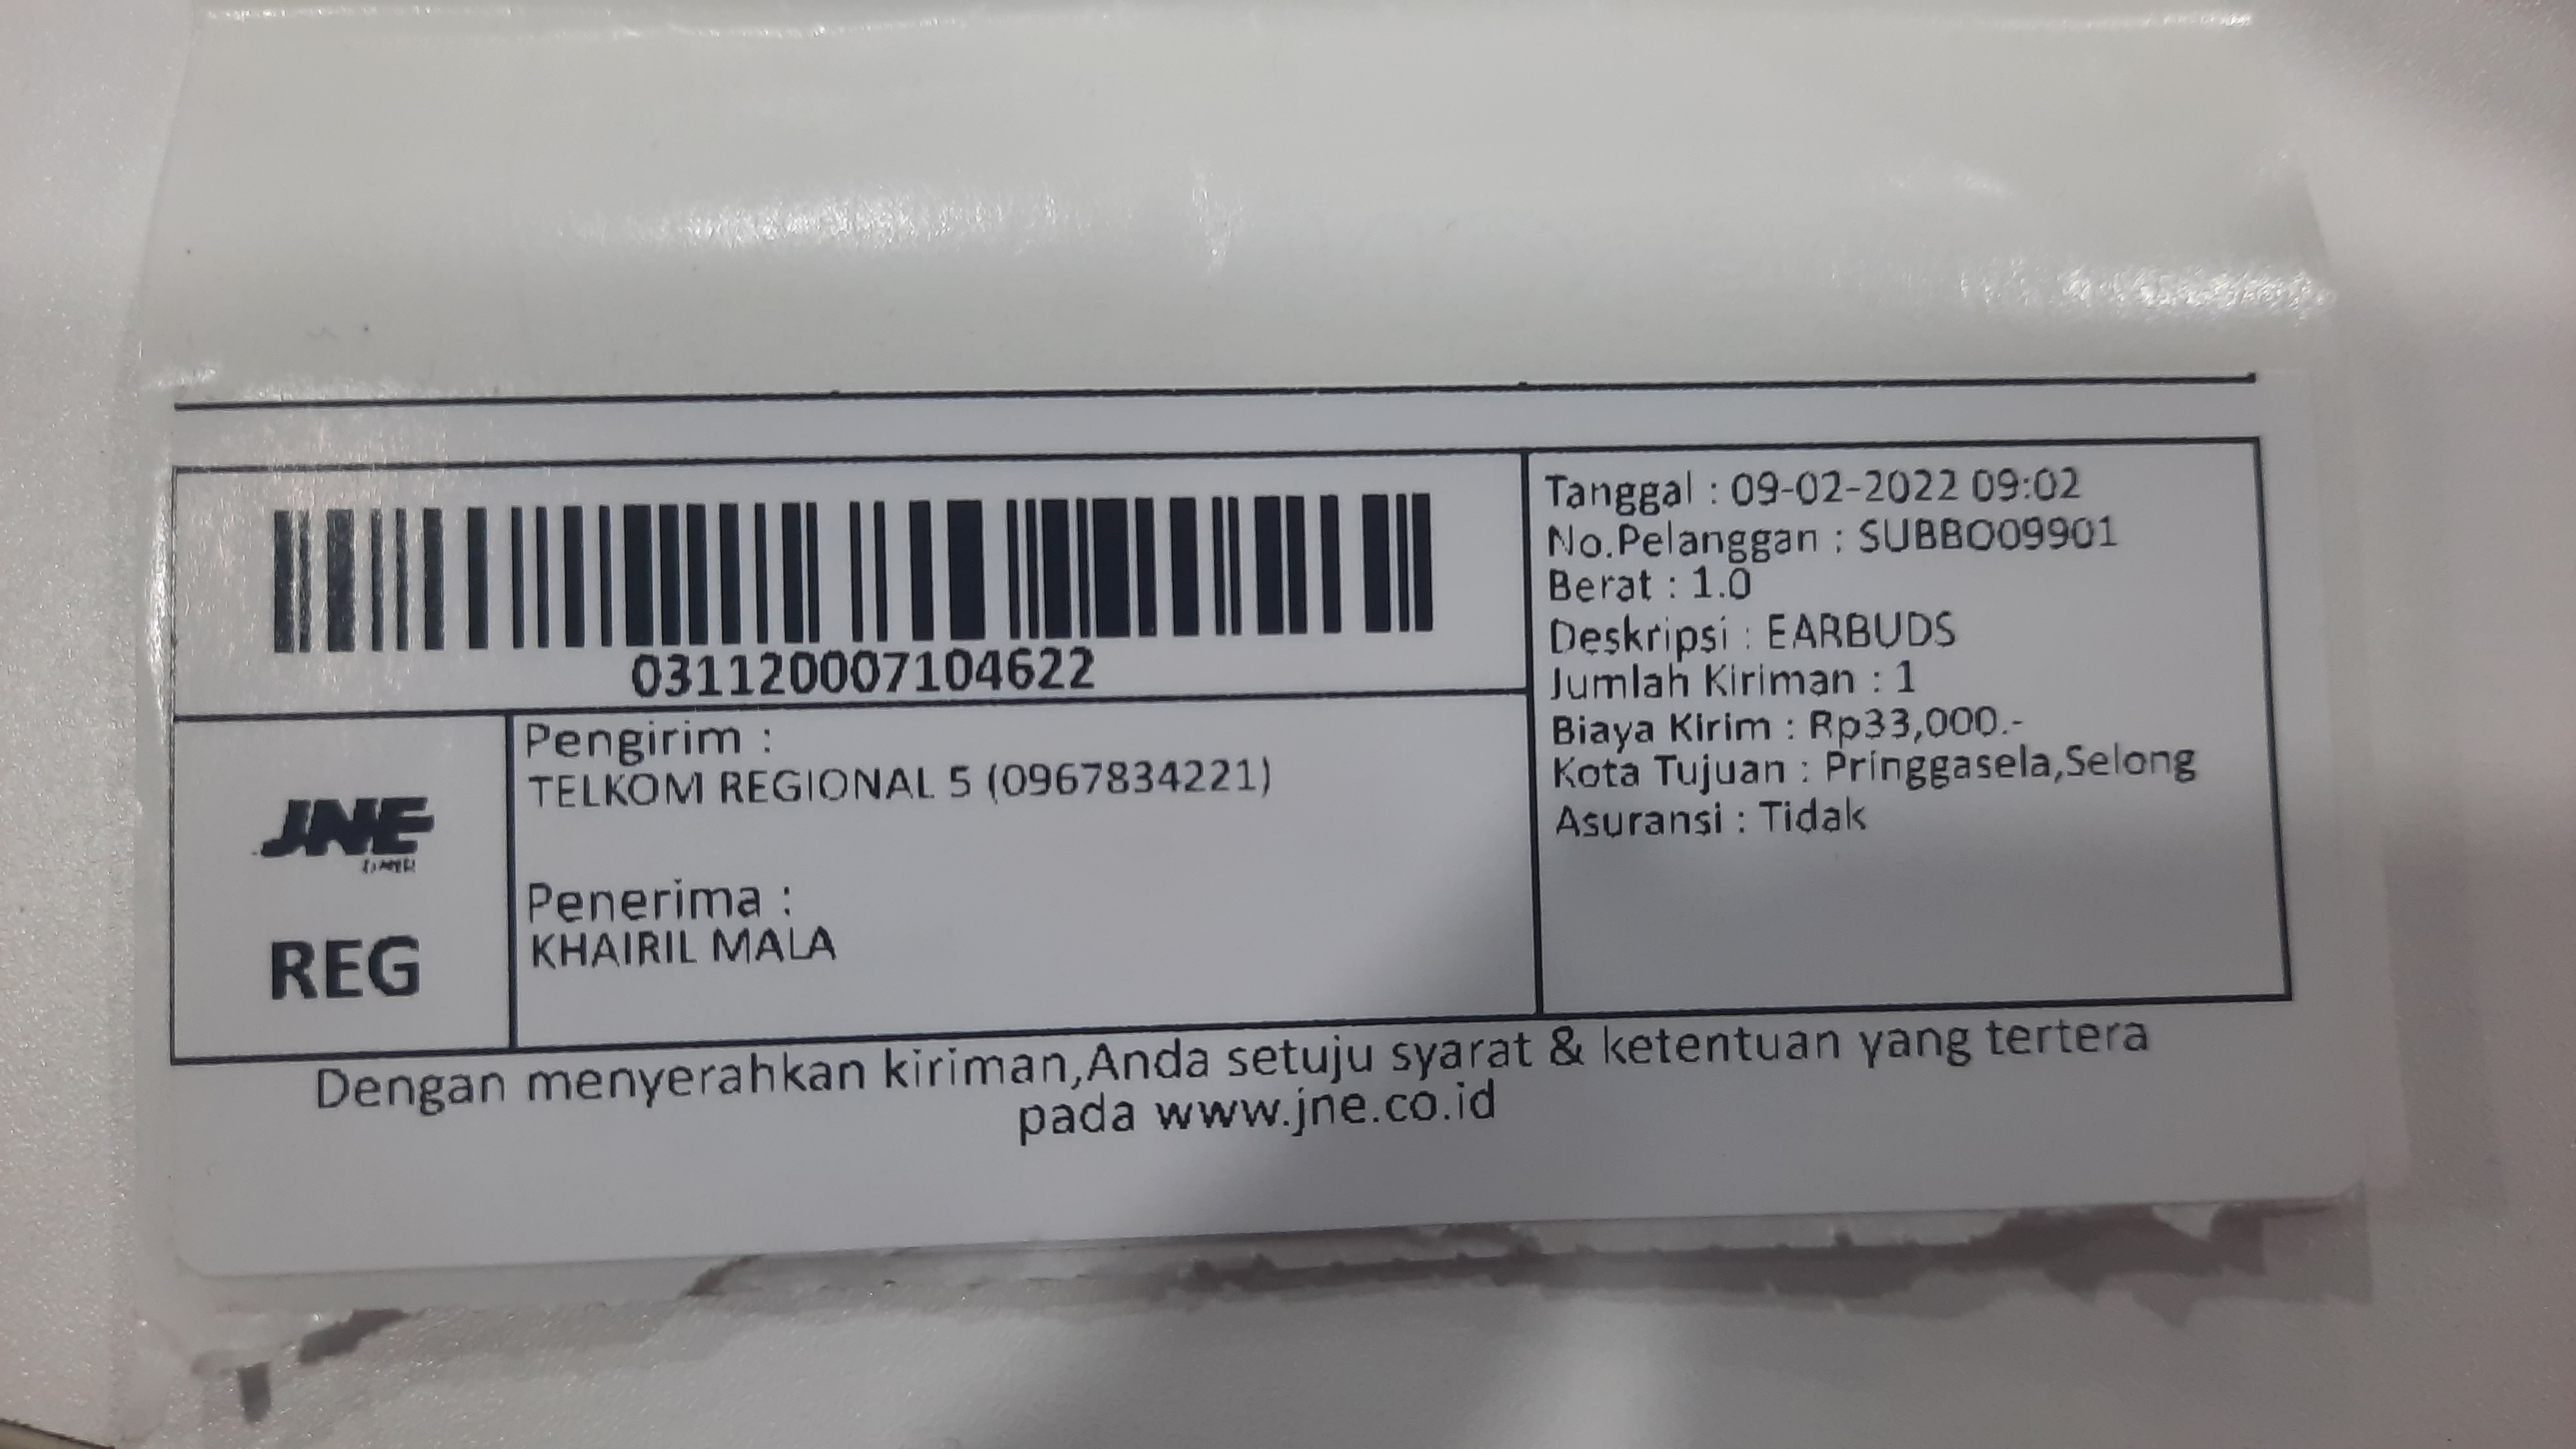 031120007104622
JNE
REG
Pengirim :
TELKOM REGIONAL 5 (0967834221)
Penerima :
KHAIRIL MALA
Tanggal : 09-02-2022 09:02
No.Pelanggan : SUBBO09901
Berat : 1.0
Deskripsi : EARBUDS
Jumlah Kiriman : 1
Biaya Kirim : Rp33,000.-
Kota Tujuan : Pringgasela,Selong
Asuransi : Tidak
Dengan menyerahkan kiriman,Anda setuju syarat & ketentuan yang tertera
pada www.jne.co.id